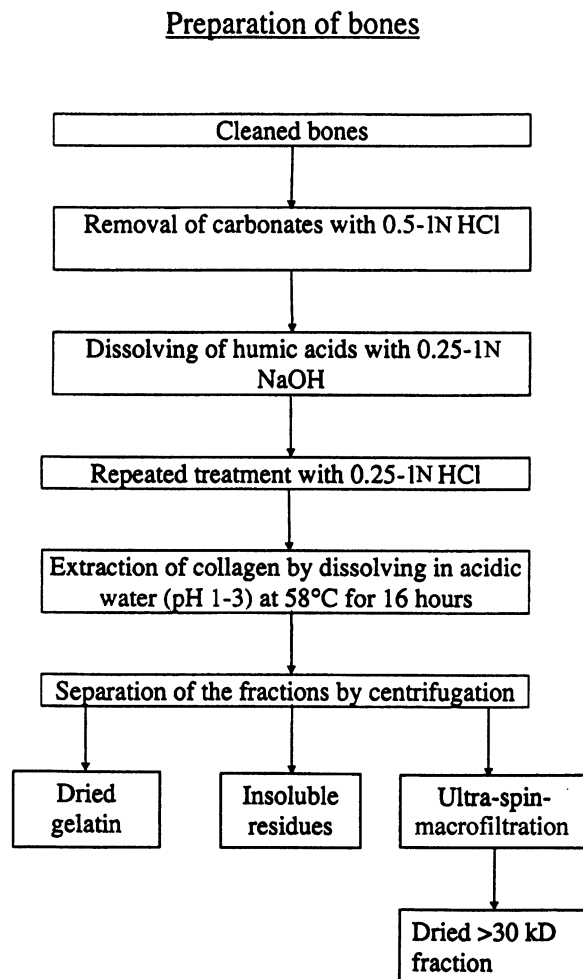 Preparation of bones
Cleaned bones
Removal of carbonates with 0.5-1N HCl
Dissolving of humic acids with 0.25-1N
NaOH
Repeated treatment with 0.25-1N HCl
Extraction of collagen by dissolving in acidic
water (pH 1-3) at 58°C for 16 hours
Separation of the fractions by centrifugation
Dried
gelatin
Insoluble
residues
Ultra-spin-
macrofiltration
Dried >30 kD
fraction